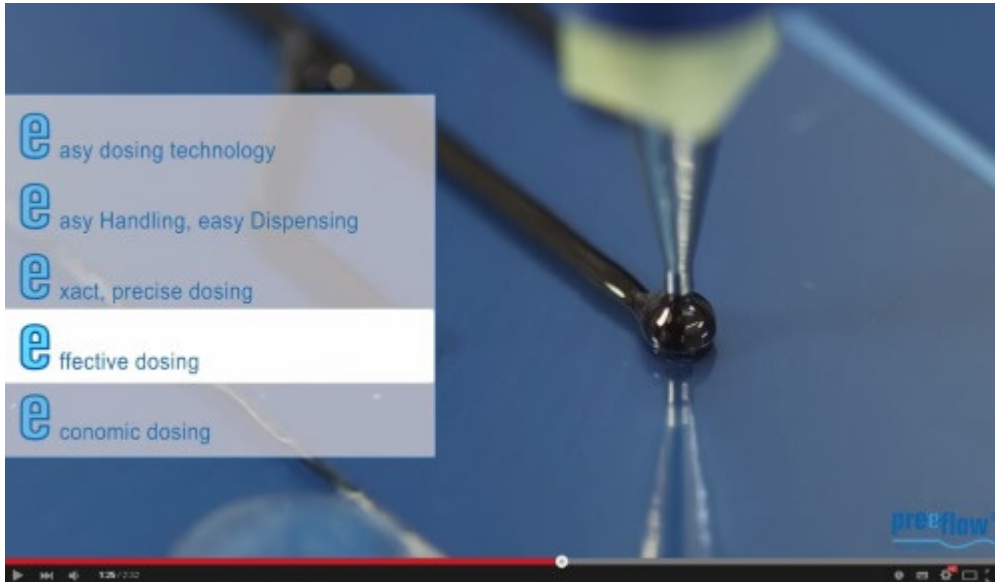 easy dosing technology
easy Handling, easy Dispensing
exact, precise dosing
effective dosing
economic dosing
preeflow
1:25 / 2:32